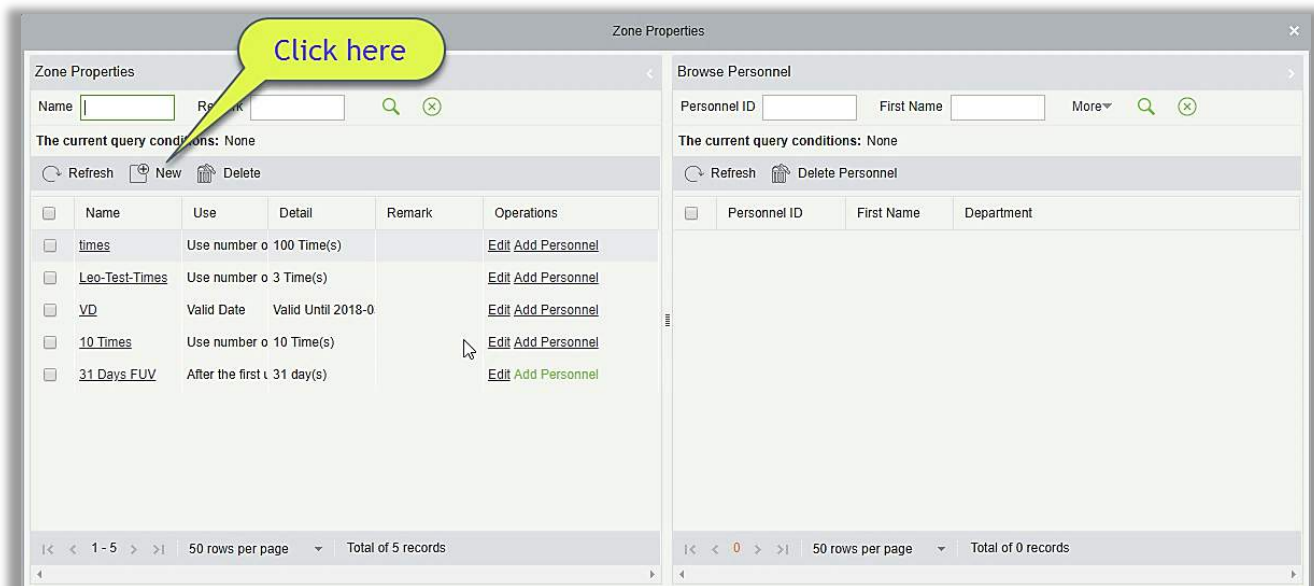 Zone Properties
Click here
Zone Properties
Name Remark
The current query conditions: None
Refresh New Delete
Name Use Detail Remark Operations
times Use number o 100 Time(s) Edit Add Personnel
Leo-Test-Times Use number o 3 Time(s) Edit Add Personnel
VD Valid Date Valid Until 2018-0 Edit Add Personnel
10 Times Use number o 10 Time(s) Edit Add Personnel
31 Days FUV After the first u 31 day(s) Edit Add Personnel
1 - 5 50 rows per page Total of 5 records
Browse Personnel
Personnel ID First Name More
The current query conditions: None
Refresh Delete Personnel
Personnel ID First Name Department
0 50 rows per page Total of 0 records